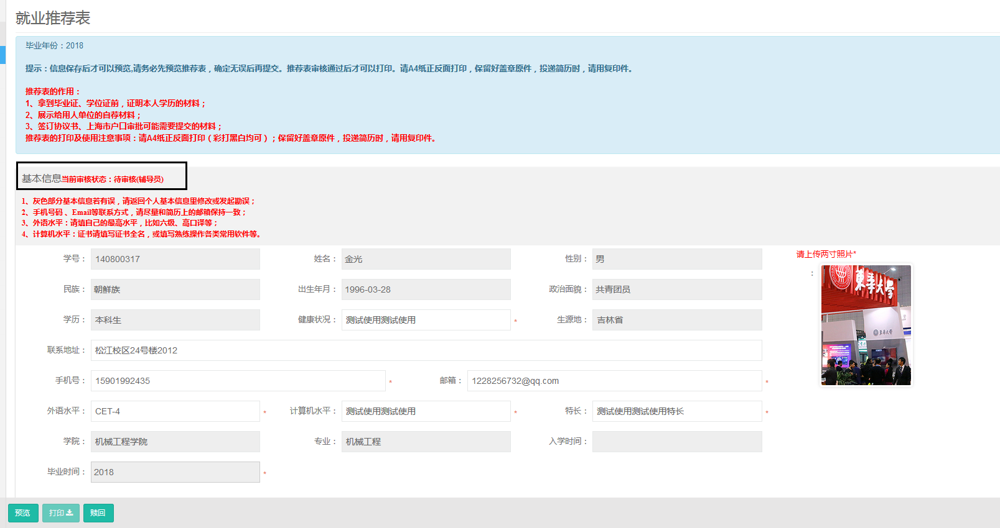 就业推荐表
毕业年份：2018
提示：信息保存后才可以预览,请务必先预览推荐表，确定无误后再提交。推荐表审核通过后才可以打印。请A4纸正反面打印，保留好盖章原件，投递简历时，请用复印件。
推荐表的作用：
1、拿到毕业证、学位证前，证明本人学历的材料；
2、展示给用人单位的自荐材料；
3、签订协议书、上海市户口审批可能需要提交的材料；
推荐表的打印及使用注意事项：请A4纸正反面打印（彩打黑白均可）；保留好盖章原件，投递简历时，请用复印件。
基本信息当前审核状态：待审核(辅导员)
1、灰色部分基本信息若有误，请返回个人基本信息里修改或发起勘误；
2、手机号码 、Email等联系方式，请尽量和简历上的邮箱保持一致；
3、外语水平：请填自己的最高水平，比如六级、高口译等；
4、计算机水平：证书请填写证书全名，或填写熟练操作各类常用软件等。
学号： 140800317 姓名： 金光 性别： 男 请上传两寸照片*
：
東華大學
東華大學
民族： 朝鲜族 出生年月： 1996-03-28 政治面貌： 共青团员
学历： 本科生 健康状况： 测试使用测试使用 * 生源地： 吉林省
联系地址： 松江校区24号楼2012
手机号： 15901992435 * 邮箱： 1228256732@qq.com *
外语水平： CET-4 * 计算机水平： 测试使用测试使用 * 特长： 测试使用测试使用特长 *
学院： 机械工程学院 专业： 机械工程 入学时间：
毕业时间： 2018 *
预览 打印 赎回